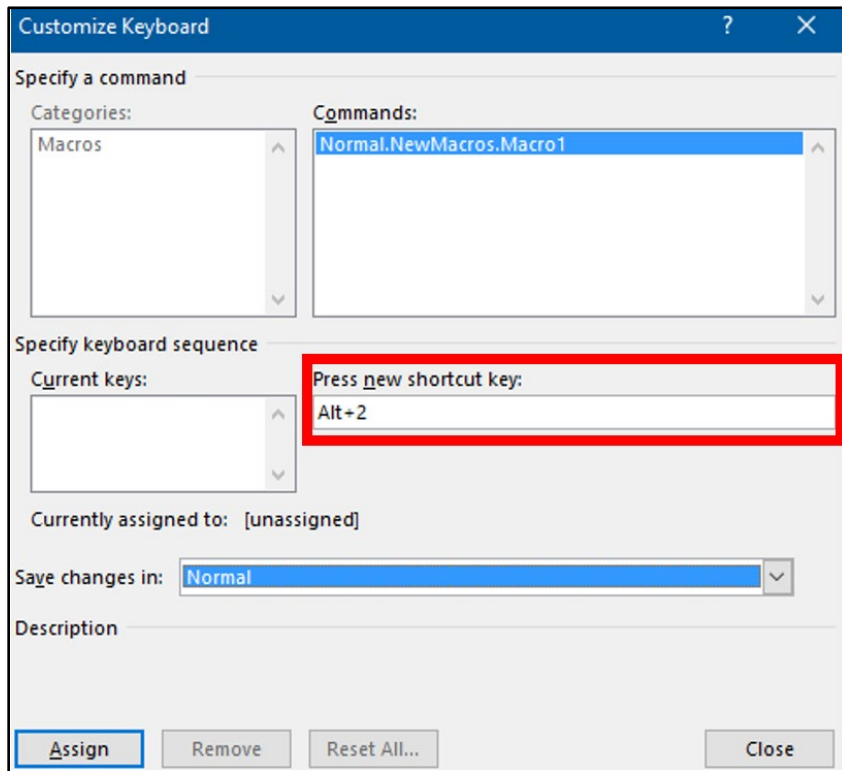 Customize Keyboard ?
Specify a command
Categories: Commands:
Macros Normal.NewMacros.Macro1
Specify keyboard sequence
Current keys: Press new shortcut key:
Alt+2
Currently assigned to: [unassigned]
Save changes in: Normal
Description
Assign Remove Reset All... Close